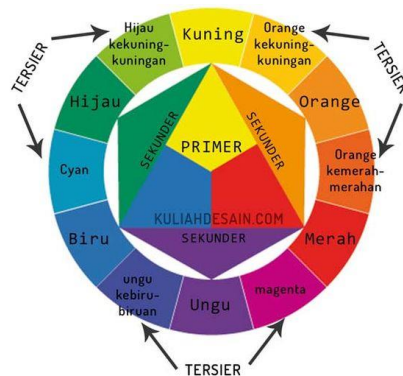 Hijau
kekuning-
kuningan
Kuning
Orange
kekuning-
kuningan
TERSIER
TERSIER
Hijau
Orange
SEKUNDER
SEKUNDER
PRIMER
Cyan
Orange
kemerah-
merahan
KULIAHDESAIN.COM
Biru
SEKUNDER
Merah
ungu
kebiru-
biruan
Ungu
magenta
TERSIER